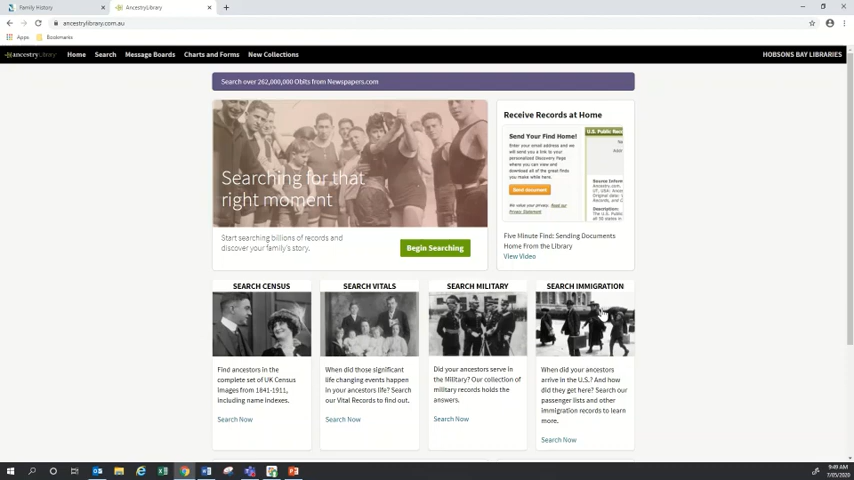 Family History
AncestryLibrary
ancestrylibrary.com.au
Apps
Bookmarks
ancestryLibrary
Home
Search
Message Boards
Charts and Forms
New Collections
HOBSONS BAY LIBRARIES
Search over 262,000,000 Obits from Newspapers.com
Searching for that
right moment
Start searching billions of records and
discover your family's story.
Begin Searching
Receive Records at Home
Send Your Find Home!
Enter your email address and we
will send you a link to your
personalised Discovery Page
where you can view and
download all of the great finds
you make while here.
Send document
We value your privacy. Read our
Privacy Statement
U.S. Public Reco
Five Minute Find: Sending Documents
Home From the Library
View Video
SEARCH CENSUS
Find ancestors in the
complete set of UK Census
images from 1841-1911,
including name indexes.
Search Now
SEARCH VITALS
When did those significant
life changing events happen
in your ancestors life? Search
our Vital Records to find out.
Search Now
SEARCH MILITARY
Did your ancestors serve in
the Military? Our collection of
military records holds the
answers.
Search Now
SEARCH IMMIGRATION
When did your ancestors
arrive in the U.S.? And how
did they get here? Search our
passenger lists and other
immigration records to learn
more.
Search Now
9:49 AM
7/05/2020